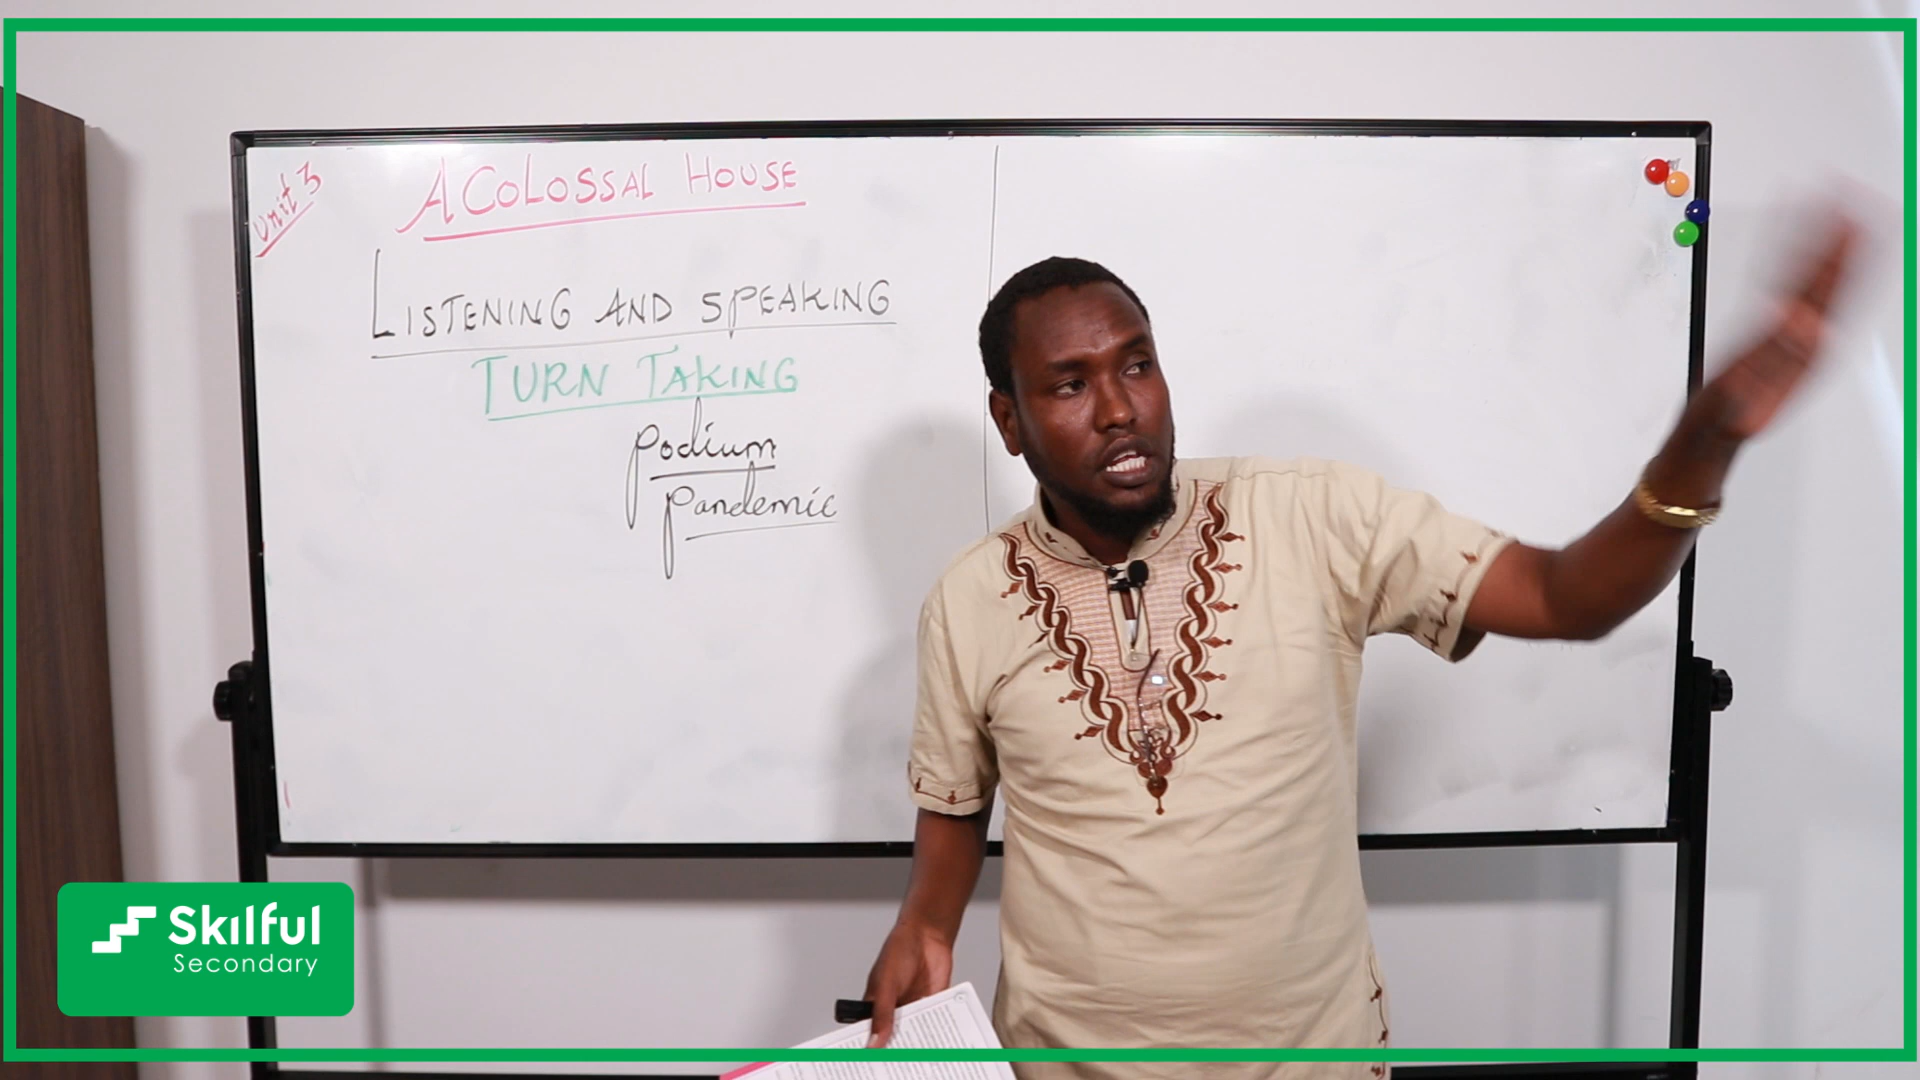 Unit 3
A COLOSSAL HOUSE
LISTENING AND SPEAKING
TURN TAKING
podium
pandemic
Skilful
Secondary